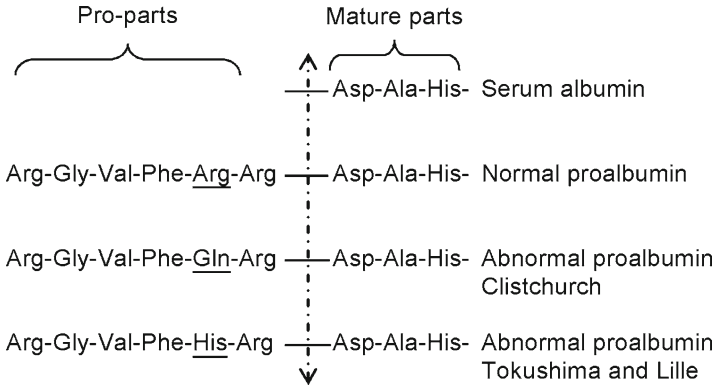 Pro-parts Mature parts
Asp-Ala-His- Serum albumin
Arg-Gly-Val-Phe-Arg-Arg Asp-Ala-His- Normal proalbumin
Arg-Gly-Val-Phe-Gln-Arg Asp-Ala-His- Abnormal proalbumin
Clistchurch
Arg-Gly-Val-Phe-His-Arg Asp-Ala-His- Abnormal proalbumin
Tokushima and Lille